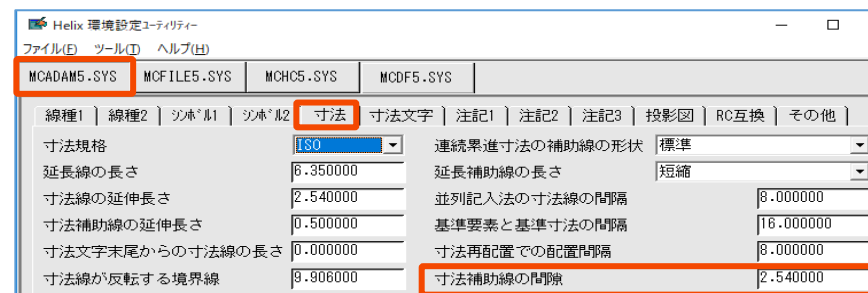 Helix 環境設定ユーティリティー
ファイル(F) ツール(T) ヘルプ(H)
MCADAM5.SYS MCFILE5.SYS MCHC5.SYS MCDF5.SYS
線種1 線種2 シンボル1 シンボル2 寸法 寸法文字 注記1 注記2 注記3 投影図 RC互換 その他
寸法規格 ISO 連続累進寸法の補助線の形状 標準
延長線の長さ 6.350000 延長補助線の長さ 短縮
寸法線の延伸長さ 2.540000 並列記入法の寸法線の間隔 8.000000
寸法補助線の延伸長さ 0.500000 基準要素と基準寸法の間隔 16.000000
寸法文字末尾からの寸法線の長さ 0.000000 寸法再配置での配置間隔 8.000000
寸法線が反転する境界線 9.906000 寸法補助線の間隙 2.540000